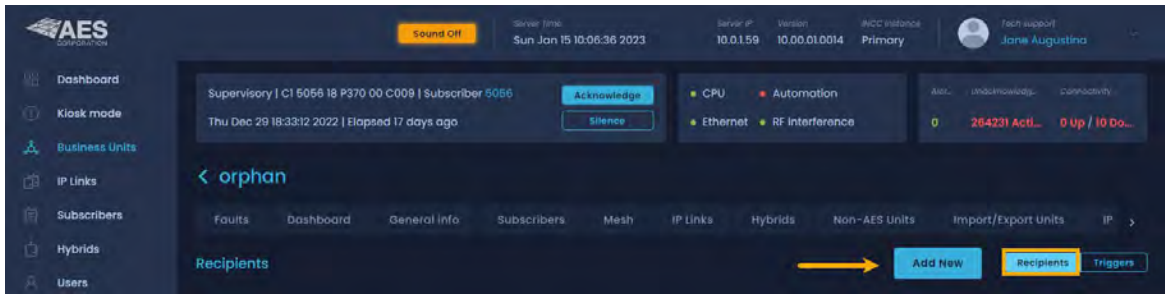 AES
CORPORATION
Sound Off
Server Time
Sun Jan 15 10:06:36 2023
Server IP
10.0.1.59
Version
10.00.01.0014
INCC Instance
Primary
Tech support
Jane Augustina
Dashboard
Kiosk mode
Business Units
IP Links
Subscribers
Hybrids
Users
Supervisory | C1 5056 18 P370 00 C009 | Subscriber 5056
Thu Dec 29 18:33:12 2022 | Elapsed 17 days ago
Acknowledge
Silence
CPU
Automation
Ethernet
RF Interference
0
Unacknowledg...
264231 Acti...
Connectivity
0 Up / 10 Do...
< orphan
Faults Dashboard General info Subscribers Mesh IP Links Hybrids Non-AES Units Import/Export Units IP >
Recipients
Add New
Recipients
Triggers